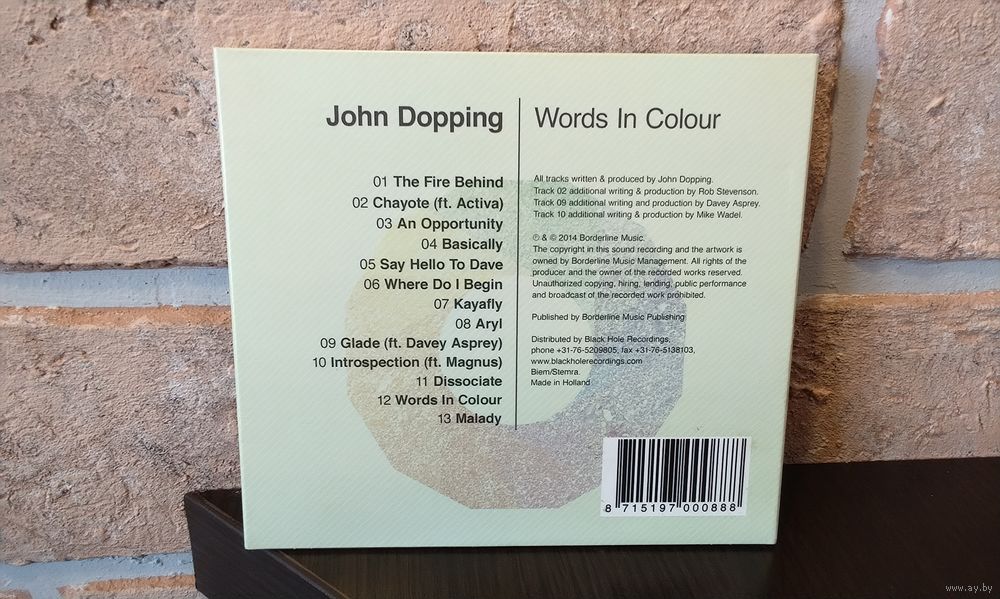 John Dopping
Words In Colour
01 The Fire Behind
02 Chayote (ft. Activa)
03 An Opportunity
04 Basically
05 Say Hello To Dave
06 Where Do I Begin
07 Kayafly
08 Aryl
09 Glade (ft. Davey Asprey)
10 Introspection (ft. Magnus)
11 Dissociate
12 Words In Colour
13 Malady
All tracks written & produced by John Dopping.
Track 02 additional writing & production by Rob Stevenson.
Track 09 additional writing and production by Davey Asprey.
Track 10 additional writing & production by Mike Wadel.
℗ & © 2014 Borderline Music.
The copyright in this sound recording and the artwork is
owned by Borderline Music Management. All rights of the
producer and the owner of the recorded works reserved.
Unauthorized copying, hiring, lending, public performance
and broadcast of the recorded work prohibited.
Published by Borderline Music Publishing
Distributed by Black Hole Recordings,
phone +31-76-5209805, fax +31-76-5138103,
www.blackholerecordings.com
Biem/Stemra.
Made in Holland
8 715197 000888
www.ay.by